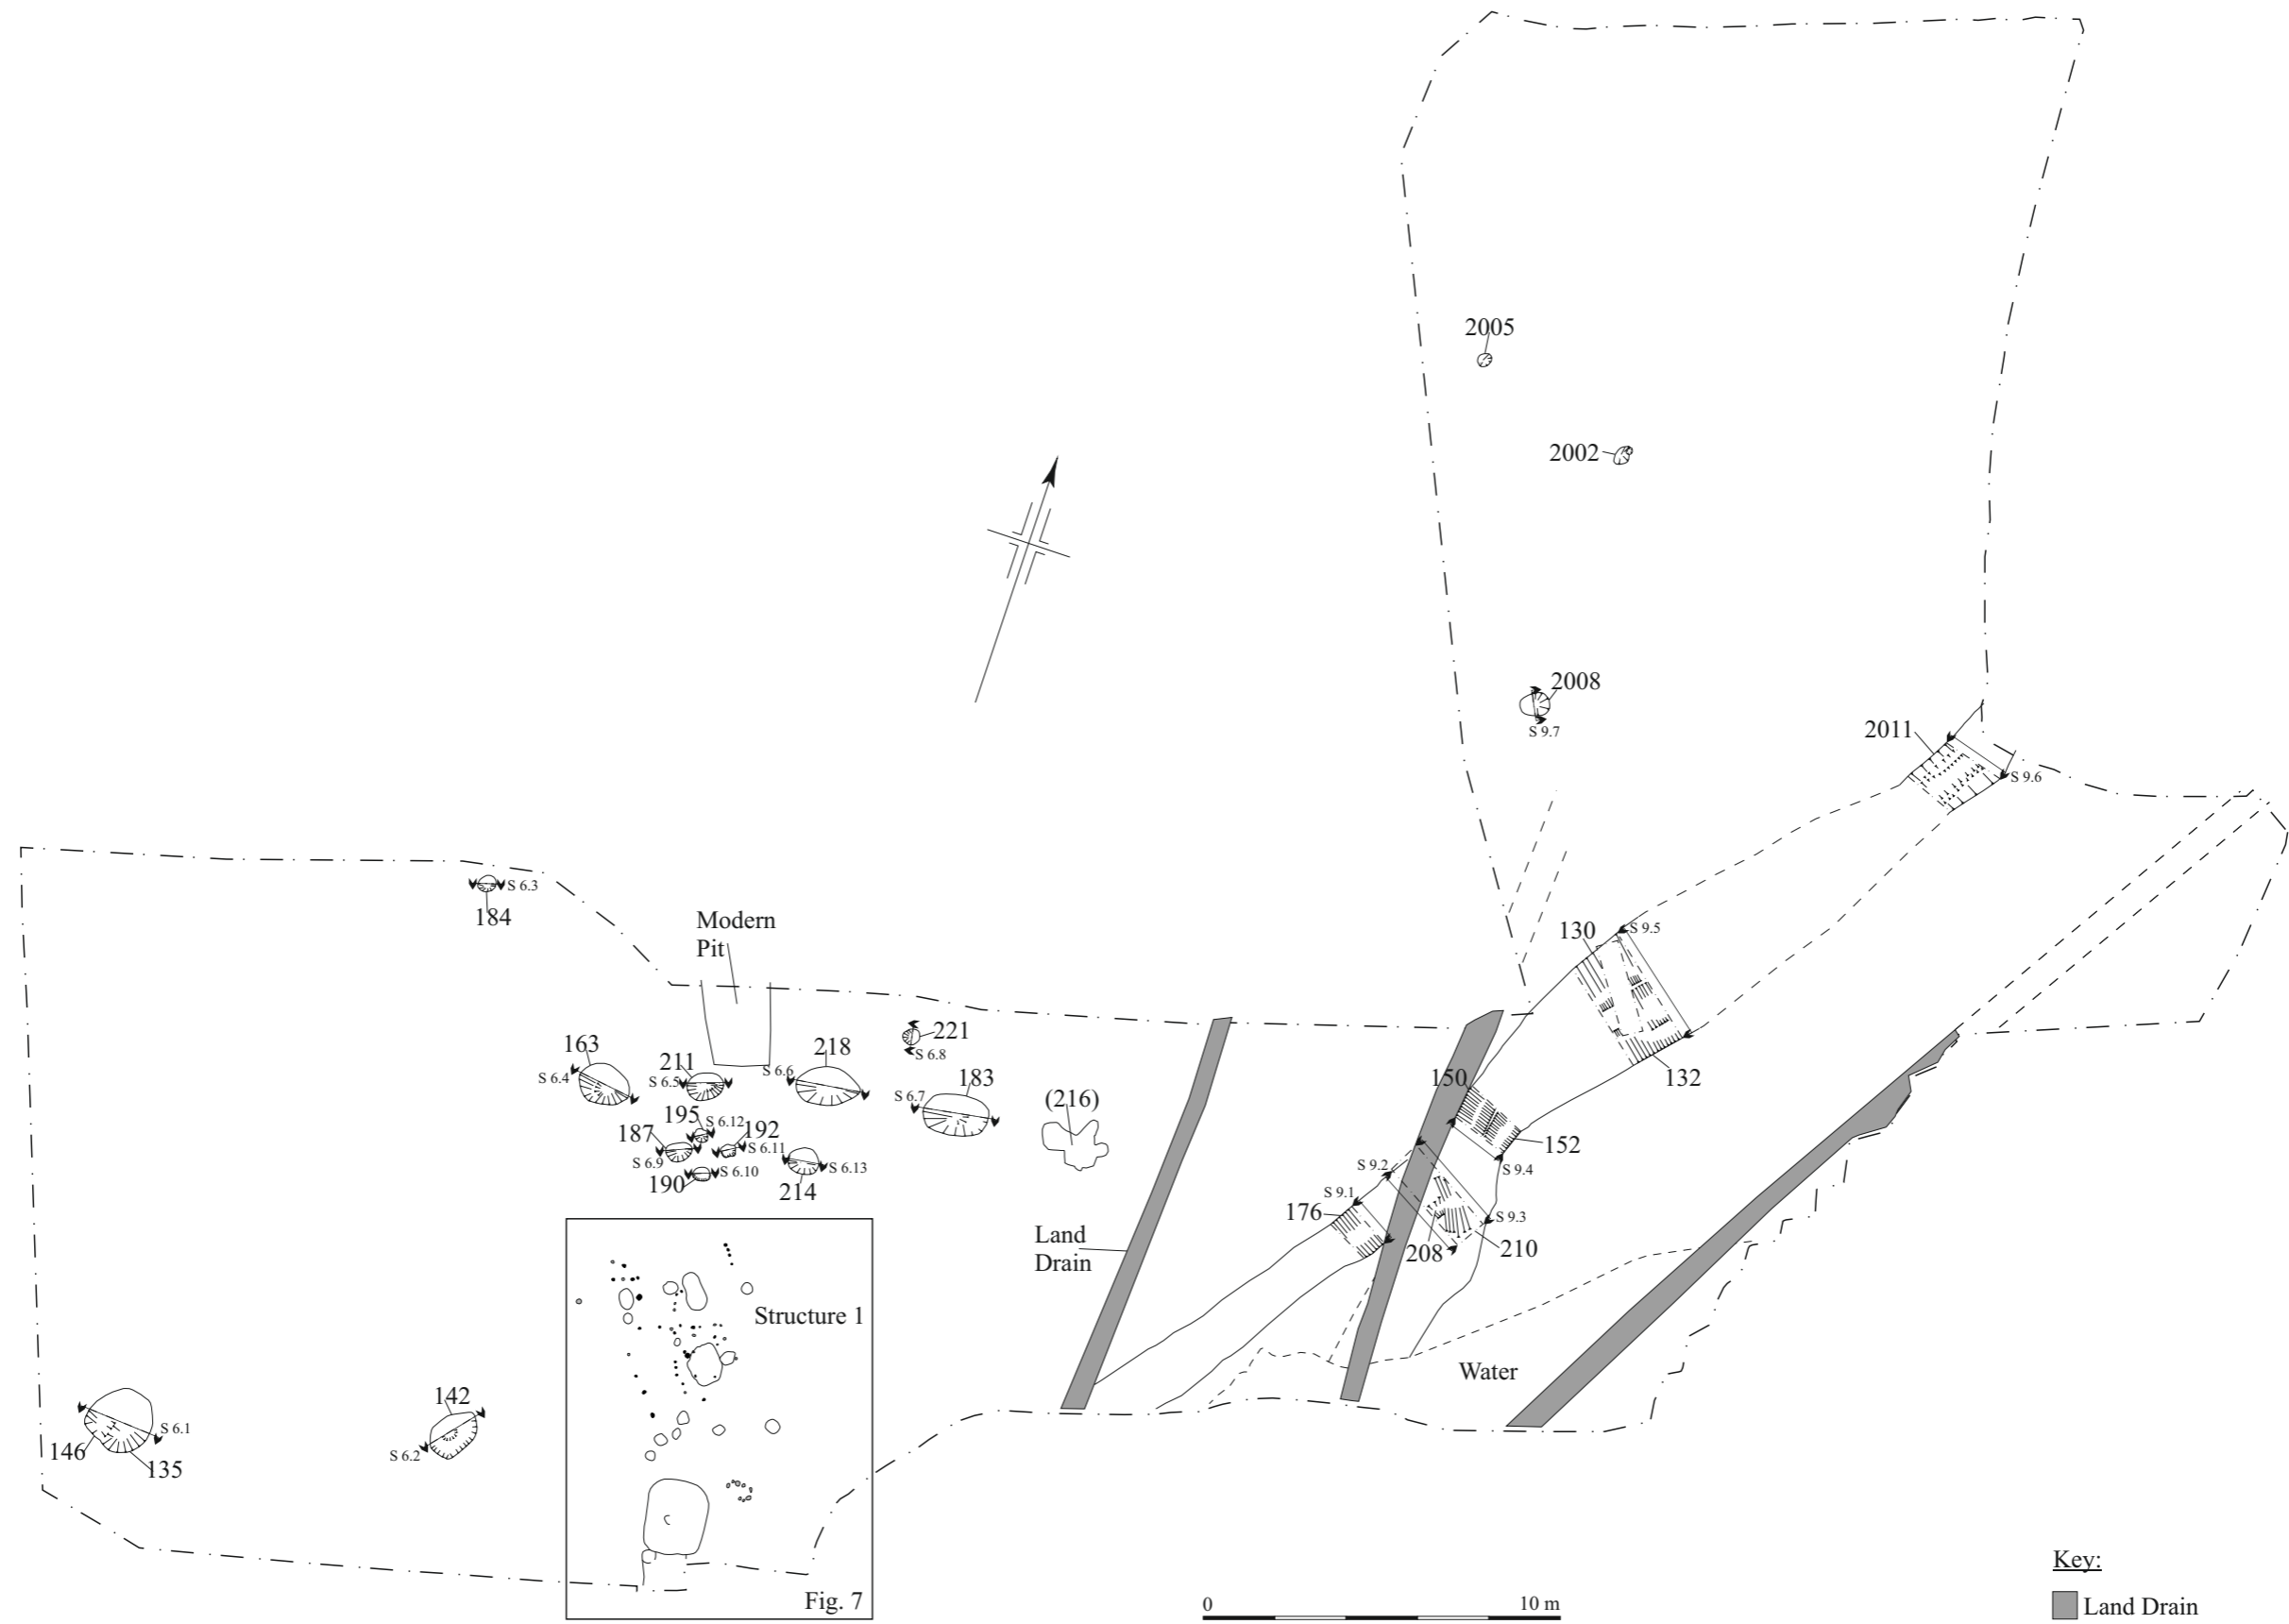 2005
2002
2008
S 9.7
2011
S 9.6
S 6.3
184
Modern
Pit
130
S 9.5
221
S 6.8
163
S 6.4
211
S 6.5
S 6.6
218
S 6.7
183
(216)
150
132
195
S 6.12
187
192
S 6.11
S 6.9
S 6.10
190
S 6.13
214
152
S 9.4
S 9.2
S 9.1
176
S 9.3
208
210
Land
Drain
Structure 1
Water
142
S 6.2
S 6.1
146
135
Fig. 7
0
10 m
Key:
Land Drain